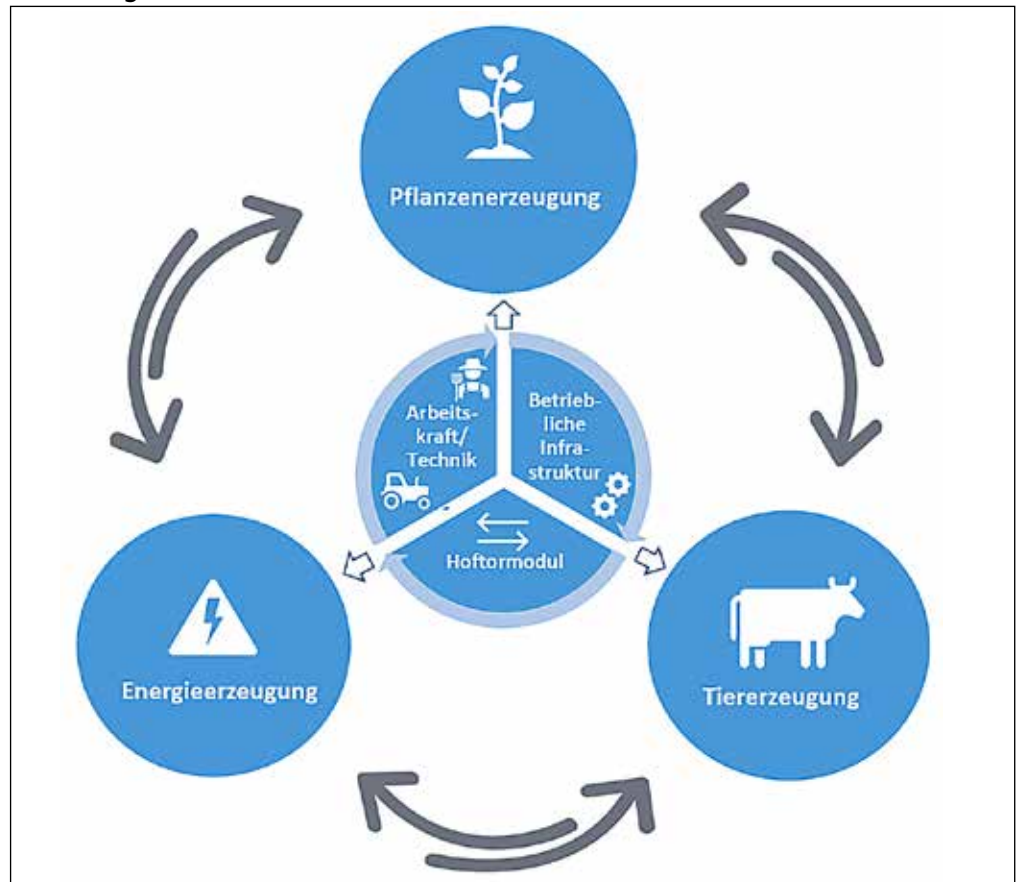 Pflanzenerzeugung
Arbeits-
kraft/
Technik
Betrieb-
liche
Infra-
struktur
Hoftormodul
Energieerzeugung
Tiererzeugung